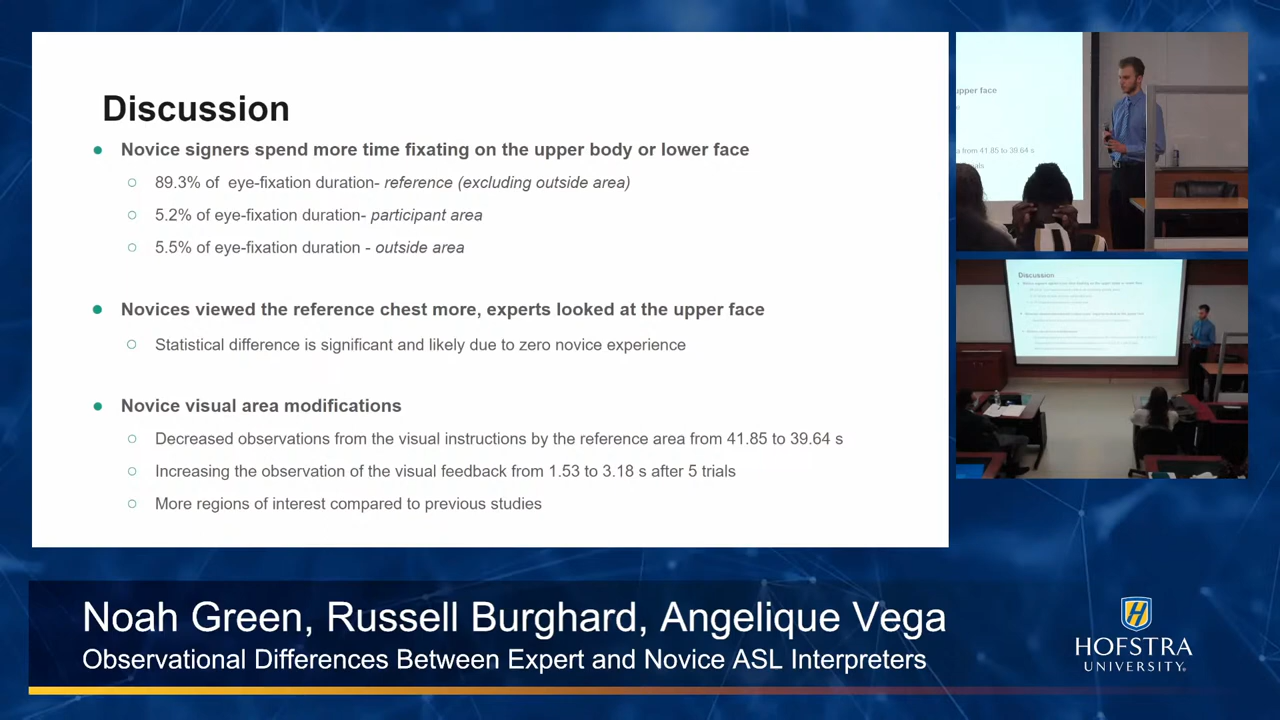 Discussion
Novice signers spend more time fixating on the upper body or lower face
89.3% of eye-fixation duration- reference (excluding outside area)
5.2% of eye-fixation duration- participant area
5.5% of eye-fixation duration - outside area
Novices viewed the reference chest more, experts looked at the upper face
Statistical difference is significant and likely due to zero novice experience
Novice visual area modifications
Decreased observations from the visual instructions by the reference area from 41.85 to 39.64 s
Increasing the observation of the visual feedback from 1.53 to 3.18 s after 5 trials
More regions of interest compared to previous studies
upper face
from 41.85 to 39.64 s
Discussion
Noah Green, Russell Burghard, Angelique Vega
Observational Differences Between Expert and Novice ASL Interpreters
HOFSTRA
UNIVERSITY